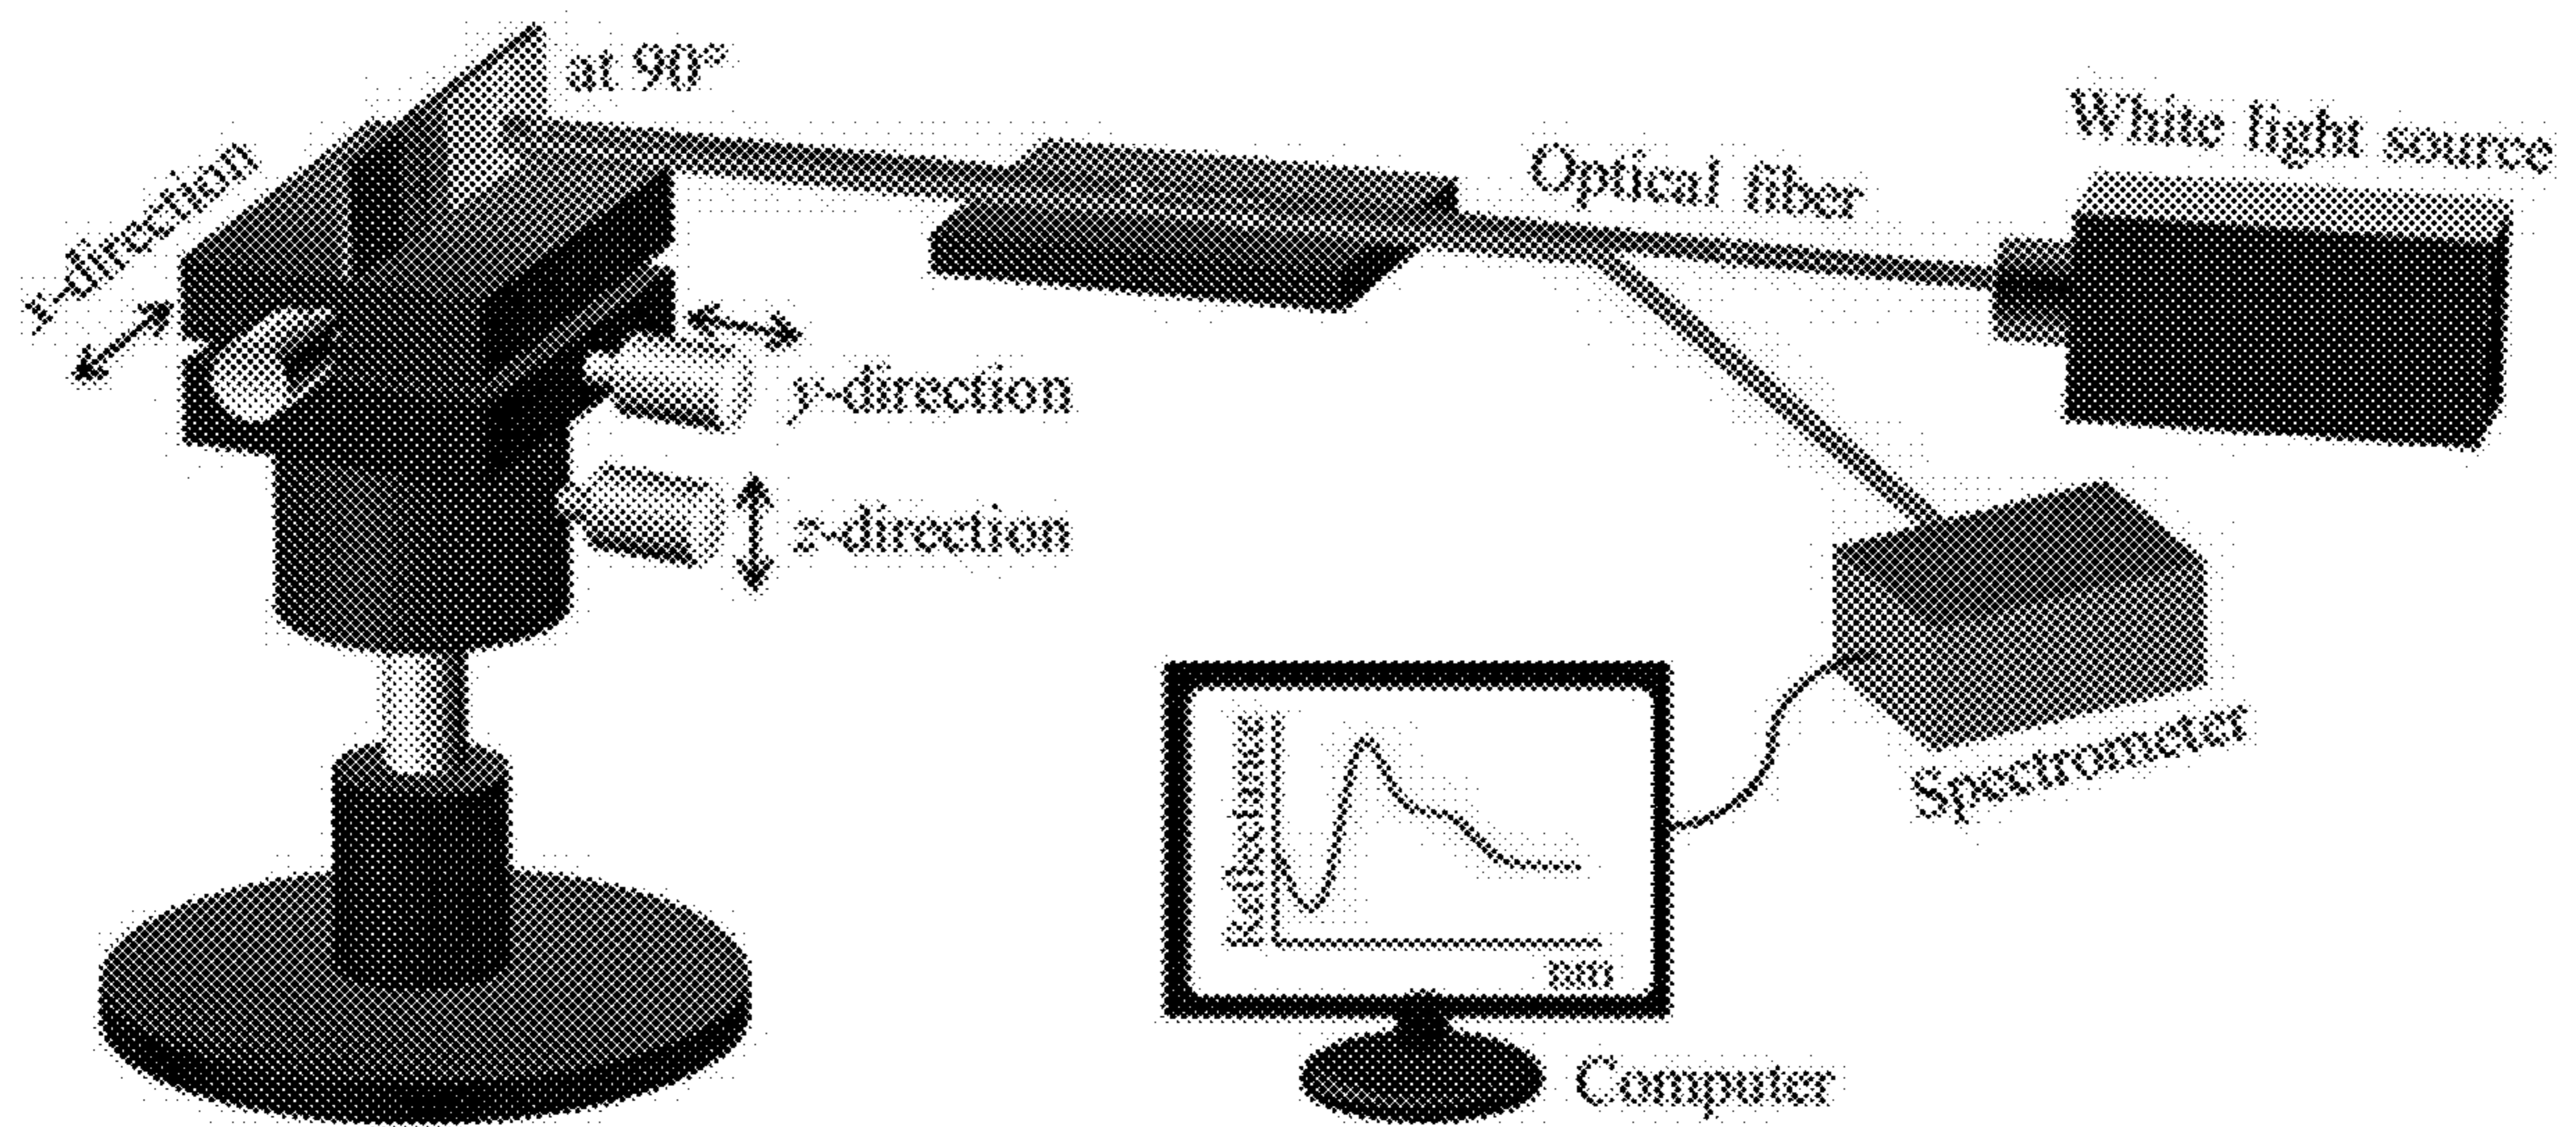 at 90°
White light source
Optical fiber
x-direction
y-direction
z-direction
Spectrometer
Reflectance
nm
Computer